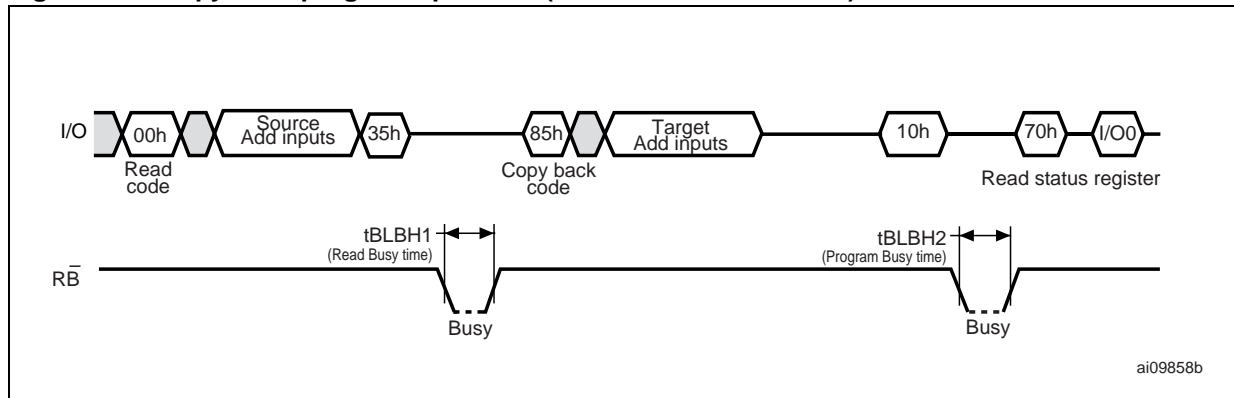 I/O
00h
Source
Add inputs
35h
85h
Target
Add inputs
10h
70h
I/O0
Read
code
Copy back
code
Read status register
tBLBH1
(Read Busy time)
tBLBH2
(Program Busy time)
RB
Busy
Busy
ai09858b